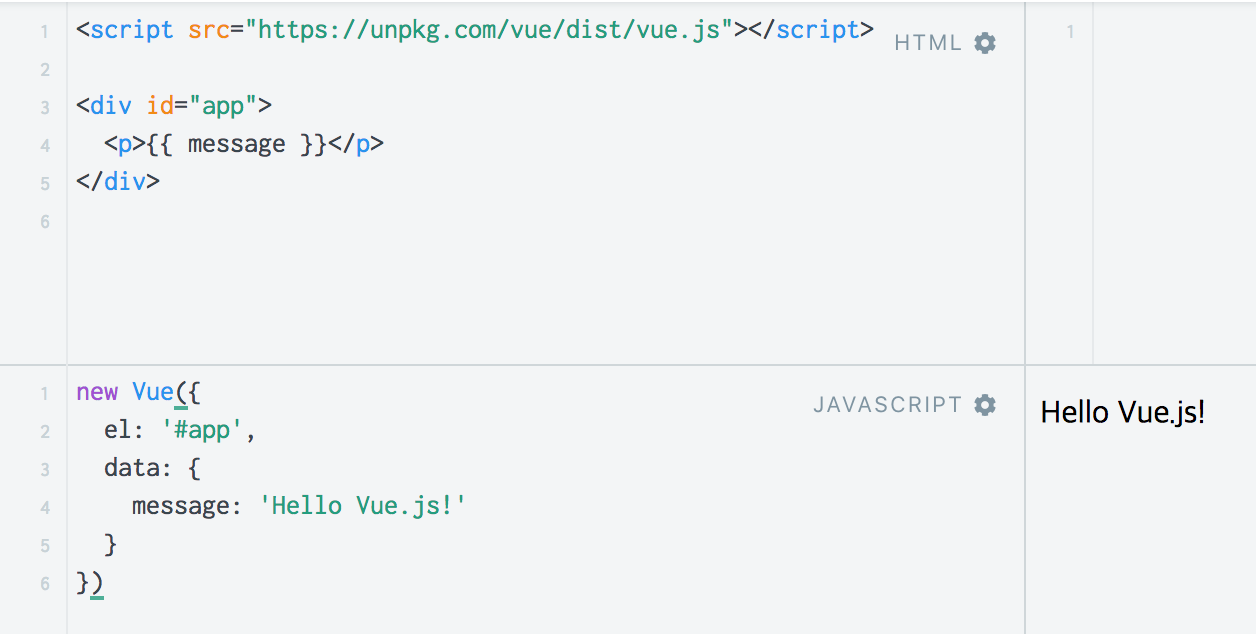 1 <script src="https://unpkg.com/vue/dist/vue.js"></script>
HTML
2
3 <div id="app">
4   <p>{{ message }}</p>
5 </div>
6
1
1 new Vue({
JAVASCRIPT
2   el: '#app',
3   data: {
4     message: 'Hello Vue.js!'
5   }
6 })
Hello Vue.js!